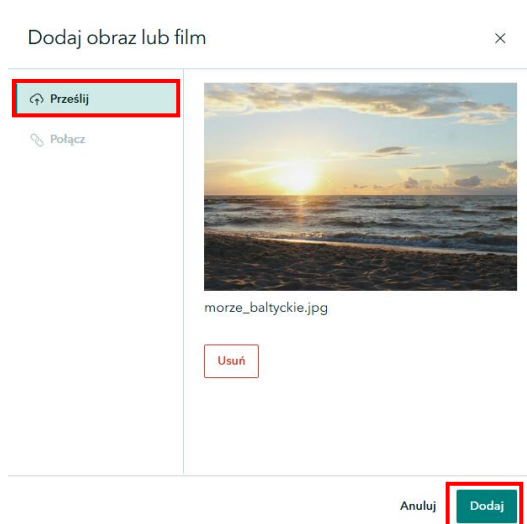 Dodaj obraz lub film
Prześlij
Połącz
morze_baltyckie.jpg
Usuń
Anuluj
Dodaj